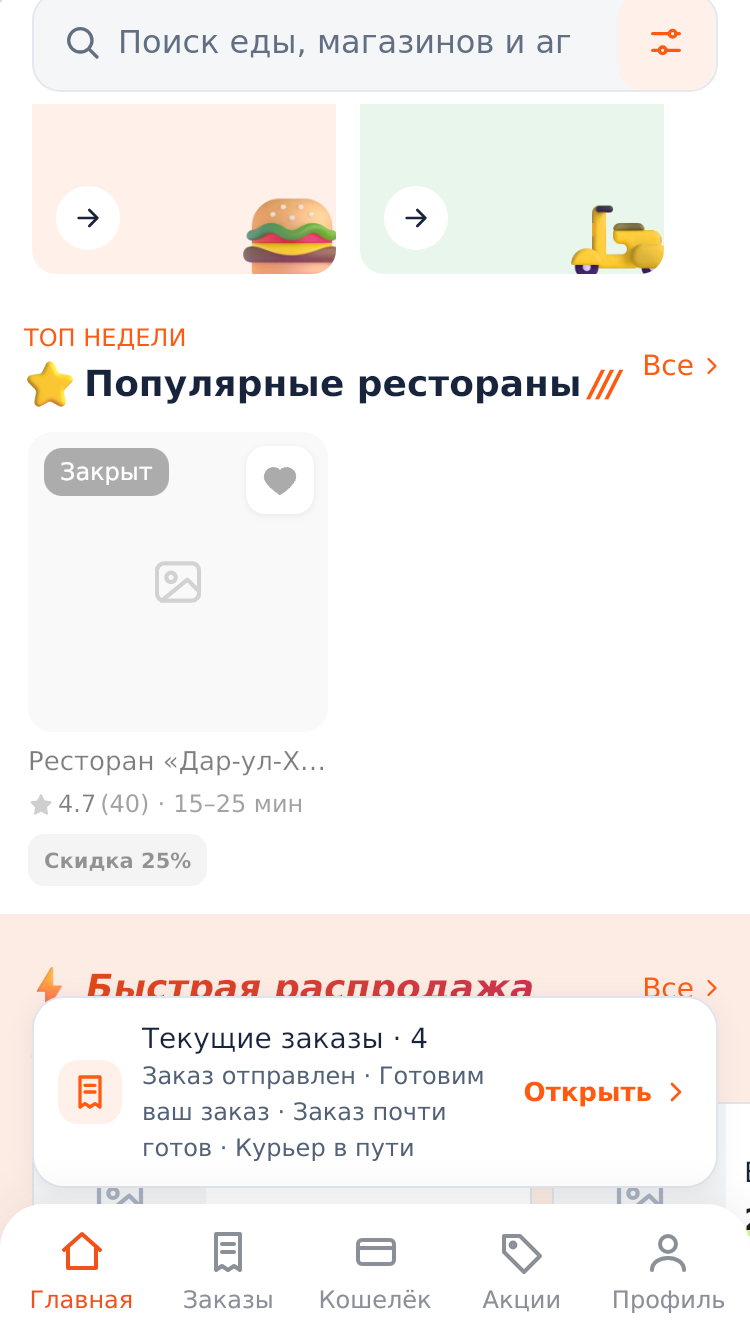 Поиск еды, магазинов и аг
ТОП НЕДЕЛИ
Популярные рестораны
Все
Закрыт
Ресторан «Дар-ул-Х...
4.7 (40) · 15–25 мин
Скидка 25%
Быстрая распродажа
Все
Текущие заказы · 4
Заказ отправлен · Готовим
ваш заказ · Заказ почти
готов · Курьер в пути
Открыть
Главная
Заказы
Кошелёк
Акции
Профиль